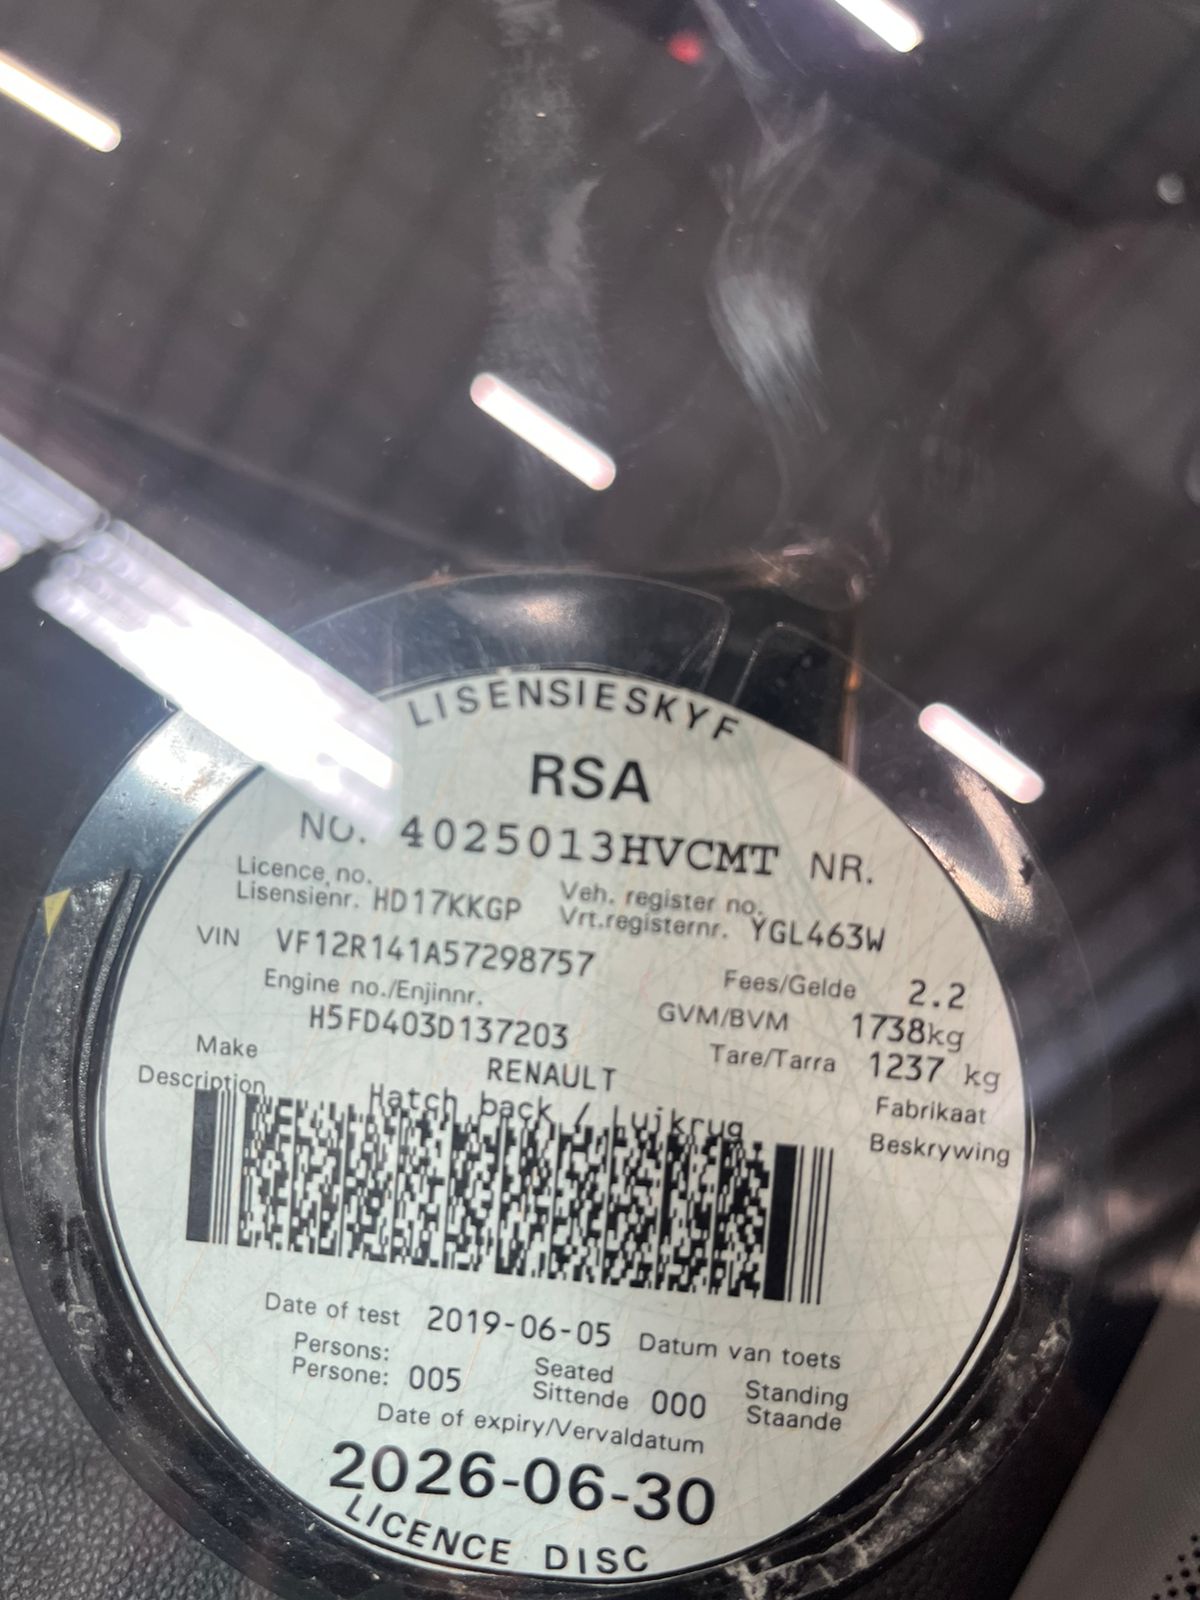 LISENSIESKYF
RSA
NO. 4025013HVCMT NR.
Licence no.
Lisensienr. HD17KKGP
Veh. register no.
Vrt.registernr. YGL463W
VIN VF12R141A57298757
Fees/Gelde 2.2
Engine no./Enjinnr.
H5FD403D137203
GVM/BVM 1738kg
Tare/Tarra 1237 kg
Make RENAULT Fabrikaat
Description Hatch back / Luikrug Beskrywing
Date of test 2019-06-05 Datum van toets
Persons:
Persone: 005
Seated
Sittende 000
Standing
Staande
Date of expiry/Vervaldatum
2026-06-30
LICENCE DISC